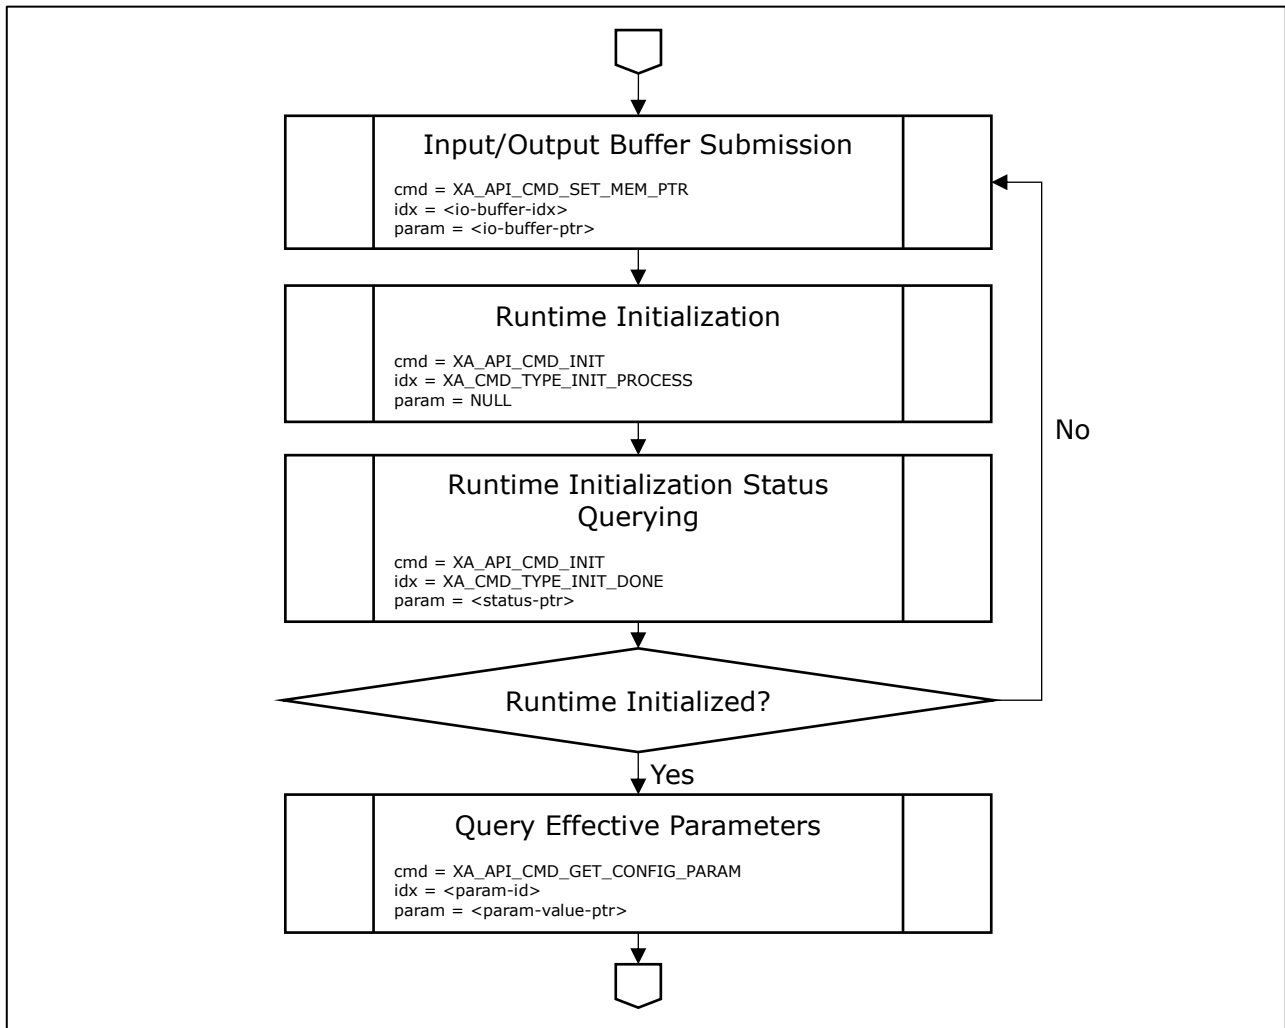 Input/Output Buffer Submission
cmd = XA_API_CMD_SET_MEM_PTR
idx = <io-buffer-idx>
param = <io-buffer-ptr>
Runtime Initialization
cmd = XA_API_CMD_INIT
idx = XA_CMD_TYPE_INIT_PROCESS
param = NULL
No
Runtime Initialization Status
Querying
cmd = XA_API_CMD_INIT
idx = XA_CMD_TYPE_INIT_DONE
param = <status-ptr>
Runtime Initialized?
Yes
Query Effective Parameters
cmd = XA_API_CMD_GET_CONFIG_PARAM
idx = <param-id>
param = <param-value-ptr>